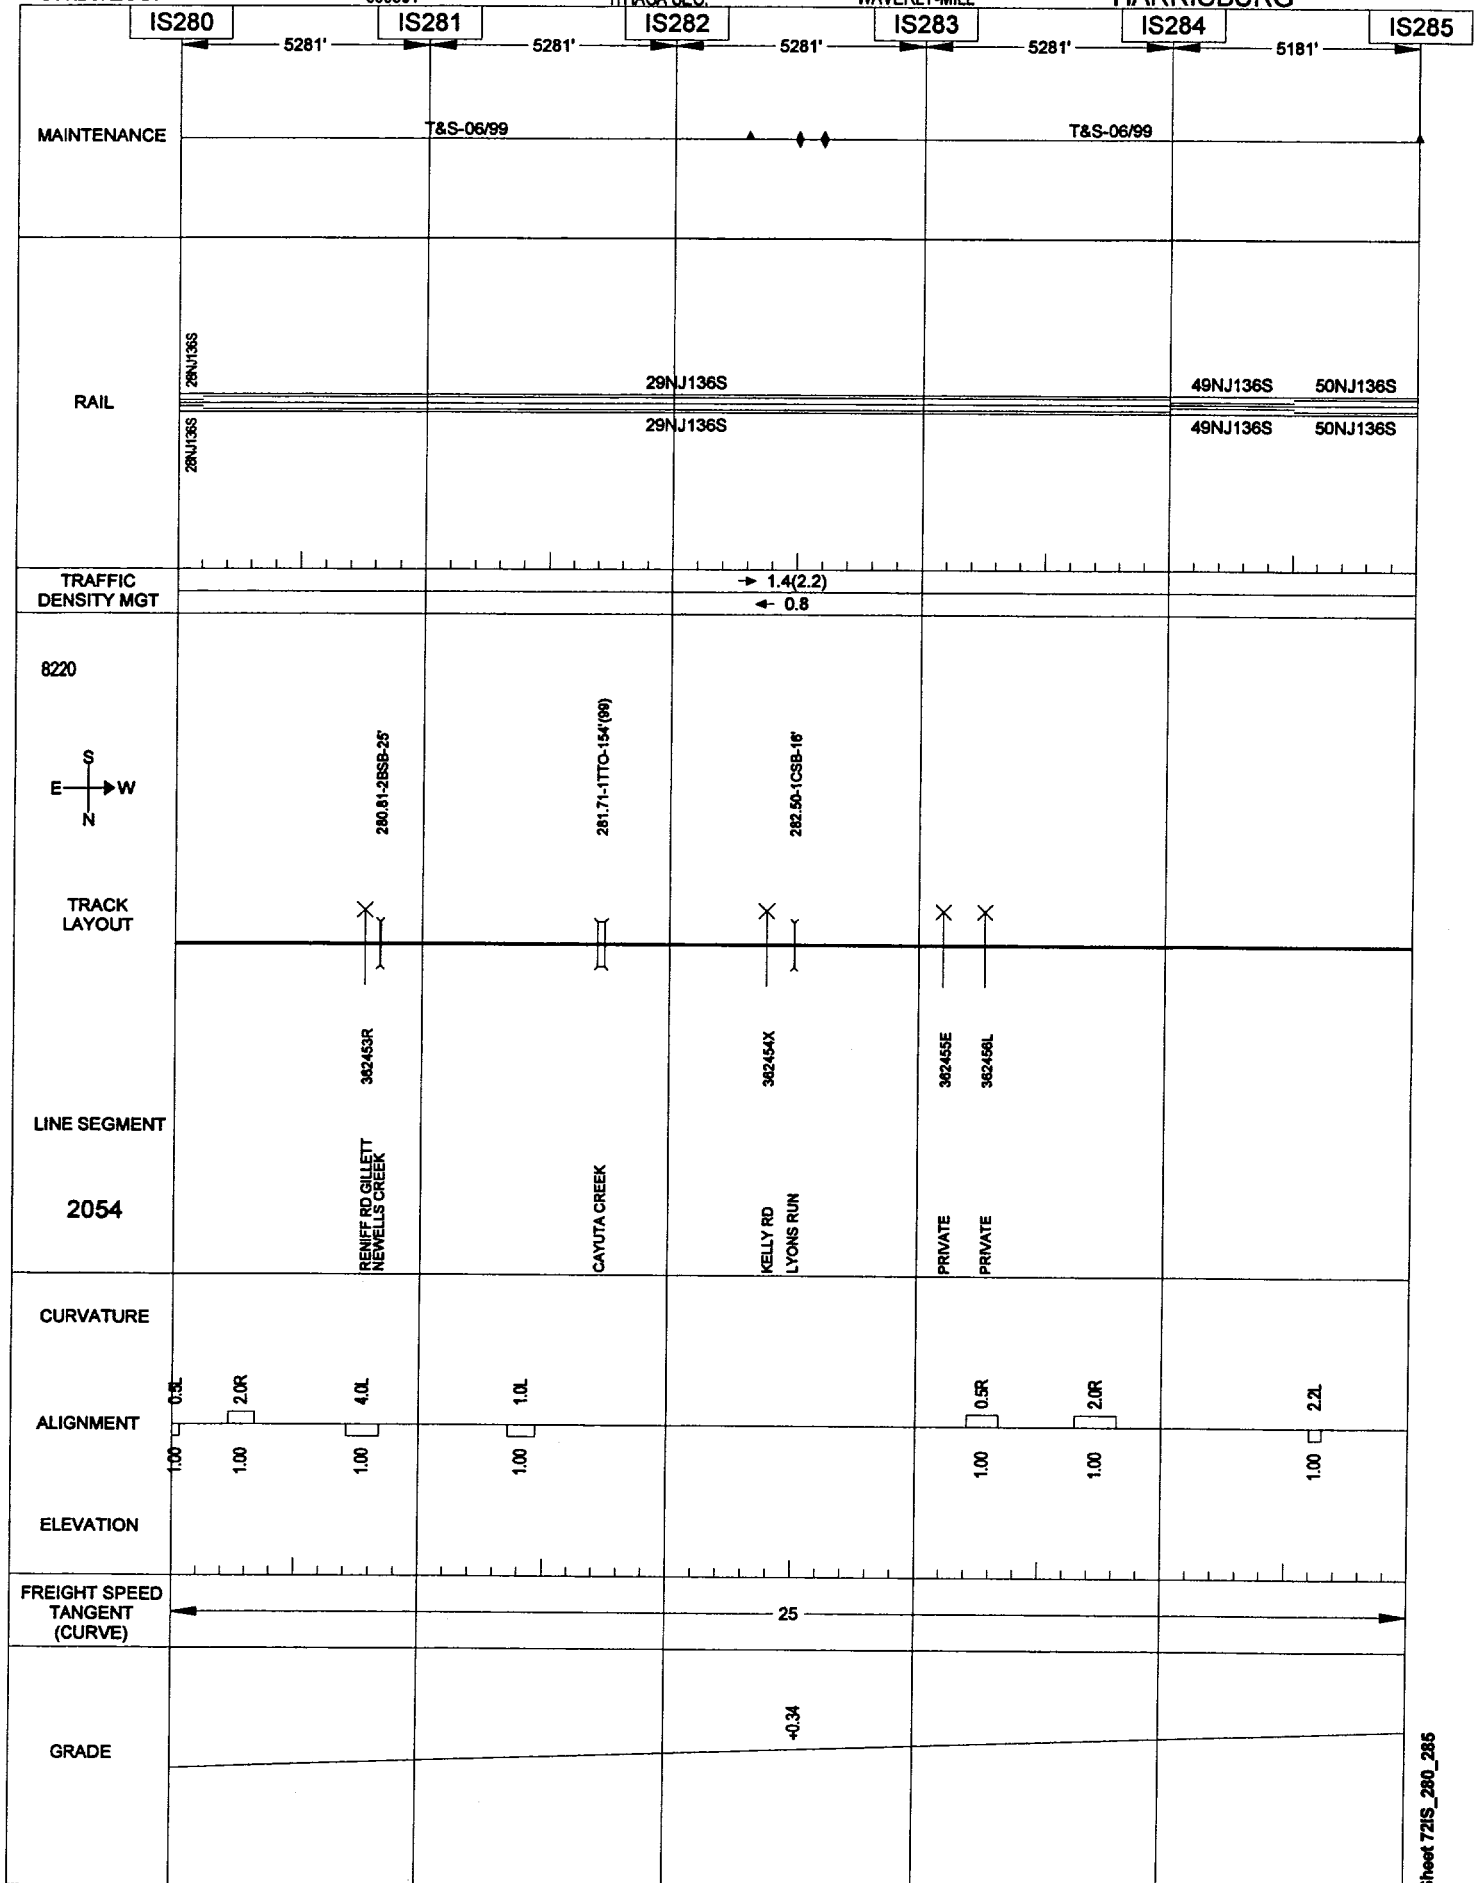 HARRISBURG
IS280 IS281 IS282 IS283 IS284 IS285
5281' 5281' 5281' 5281' 5181'
MAINTENANCE
T&S-06/99 T&S-06/99
RAIL
28NJ136S
28NJ136S
29NJ136S 49NJ136S 50NJ136S
29NJ136S 49NJ136S 50NJ136S
TRAFFIC
DENSITY MGT
→ 1.4(2.2)
← 0.8
8220
S
E W
N
280.81-2BSB-25'
281.71-1TTO-154'(99)
282.50-1CSB-16'
TRACK
LAYOUT
362453R
362454X
362455E
362456L
LINE SEGMENT
2054
RENIFF RD GILLETT
NEWELLS CREEK
CAYUTA CREEK
KELLY RD
LYONS RUN
PRIVATE
PRIVATE
CURVATURE
0.5L 2.0R 4.0L 1.0L 0.5R 2.0R 2.2L
ALIGNMENT
1.00 1.00 1.00 1.00 1.00 1.00 1.00
ELEVATION
FREIGHT SPEED
TANGENT
(CURVE)
25
+0.34
GRADE
Sheet 72IS_280_285